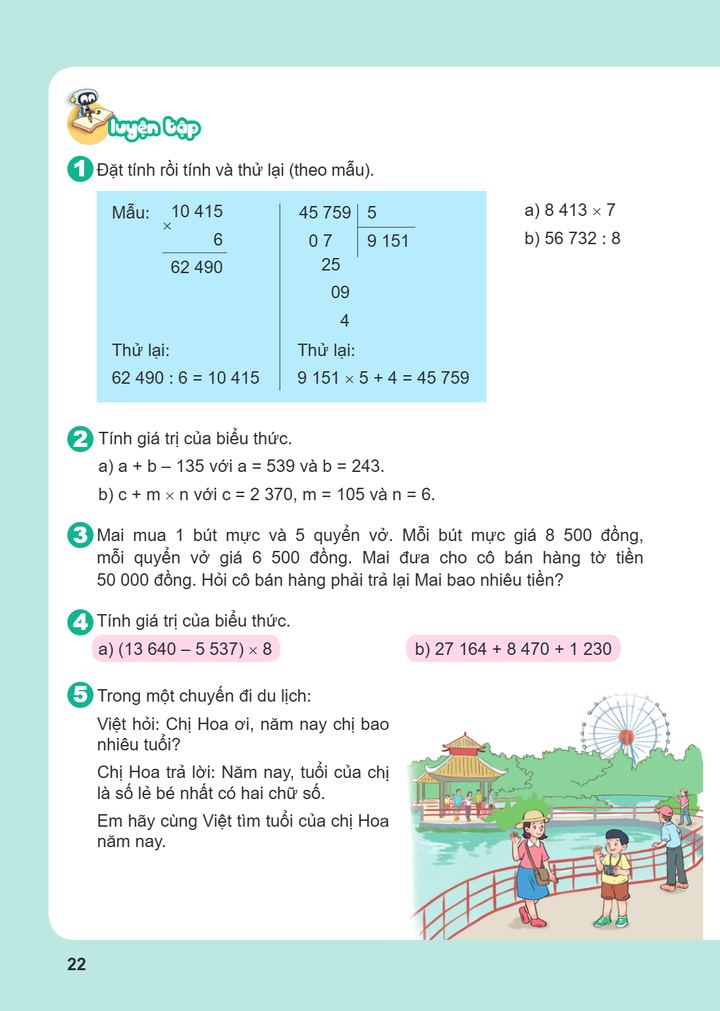 Luyện tập
1 Đặt tính rồi tính và thử lại (theo mẫu).
Mẫu: 10 415
×
6
62 490
Thử lại:
62 490 : 6 = 10 415
45 759 5
0 7 9 151
25
09
4
Thử lại:
9 151 × 5 + 4 = 45 759
a) 8 413 × 7
b) 56 732 : 8
2 Tính giá trị của biểu thức.
a) a + b – 135 với a = 539 và b = 243.
b) c + m × n với c = 2 370, m = 105 và n = 6.
3 Mai mua 1 bút mực và 5 quyển vở. Mỗi bút mực giá 8 500 đồng,
mỗi quyển vở giá 6 500 đồng. Mai đưa cho cô bán hàng tờ tiền
50 000 đồng. Hỏi cô bán hàng phải trả lại Mai bao nhiêu tiền?
4 Tính giá trị của biểu thức.
a) (13 640 – 5 537) × 8
b) 27 164 + 8 470 + 1 230
5 Trong một chuyến đi du lịch:
Việt hỏi: Chị Hoa ơi, năm nay chị bao
nhiêu tuổi?
Chị Hoa trả lời: Năm nay, tuổi của chị
là số lẻ bé nhất có hai chữ số.
Em hãy cùng Việt tìm tuổi của chị Hoa
năm nay.
22